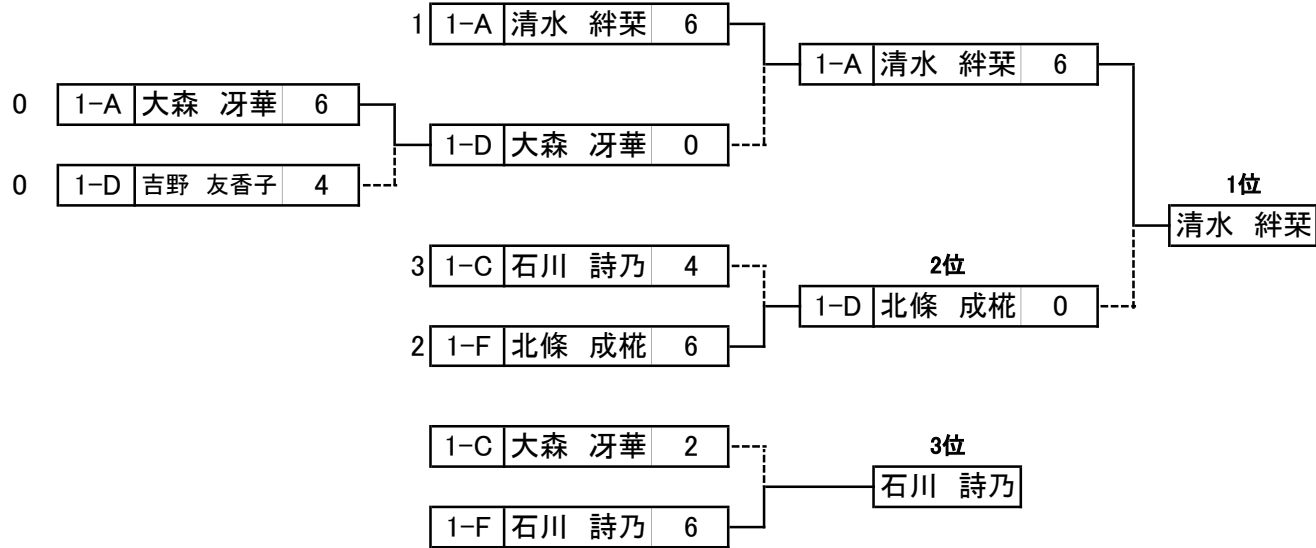 1 1-A 清水 絆栞 6
1-A 清水 絆栞 6
0 1-A 大森 冴華 6
1-D 大森 冴華 0
0 1-D 吉野 友香子 4
1位
清水 絆栞
3 1-C 石川 詩乃 4
2位
1-D 北條 成椛 0
2 1-F 北條 成椛 6
1-C 大森 冴華 2
3位
石川 詩乃
1-F 石川 詩乃 6